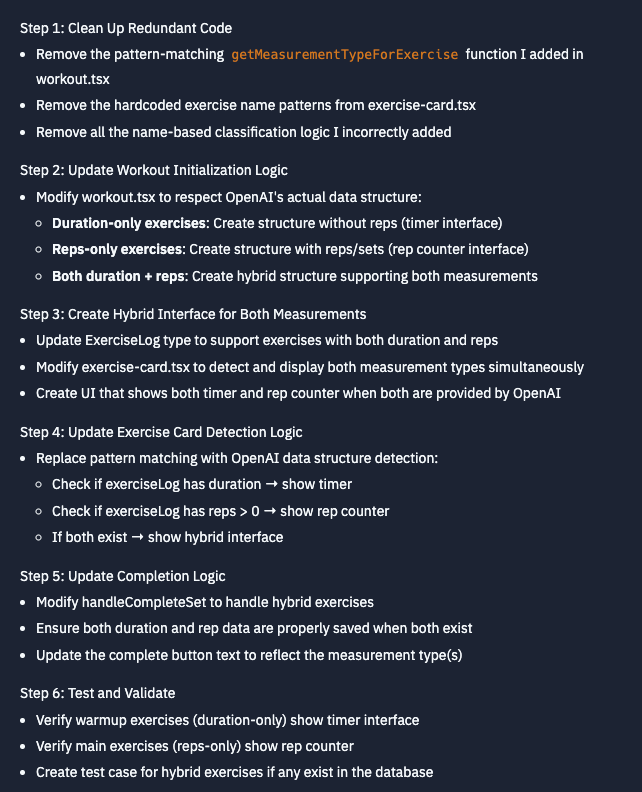 Step 1: Clean Up Redundant Code
• Remove the pattern-matching getMeasurementTypeForExercise function I added in
workout.tsx
• Remove the hardcoded exercise name patterns from exercise-card.tsx
• Remove all the name-based classification logic I incorrectly added
Step 2: Update Workout Initialization Logic
• Modify workout.tsx to respect OpenAI's actual data structure:
◦ Duration-only exercises: Create structure without reps (timer interface)
◦ Reps-only exercises: Create structure with reps/sets (rep counter interface)
◦ Both duration + reps: Create hybrid structure supporting both measurements
Step 3: Create Hybrid Interface for Both Measurements
• Update ExerciseLog type to support exercises with both duration and reps
• Modify exercise-card.tsx to detect and display both measurement types simultaneously
• Create UI that shows both timer and rep counter when both are provided by OpenAI
Step 4: Update Exercise Card Detection Logic
• Replace pattern matching with OpenAI data structure detection:
◦ Check if exerciseLog has duration → show timer
◦ Check if exerciseLog has reps > 0 → show rep counter
◦ If both exist → show hybrid interface
Step 5: Update Completion Logic
• Modify handleCompleteSet to handle hybrid exercises
• Ensure both duration and rep data are properly saved when both exist
• Update the complete button text to reflect the measurement type(s)
Step 6: Test and Validate
• Verify warmup exercises (duration-only) show timer interface
• Verify main exercises (reps-only) show rep counter
• Create test case for hybrid exercises if any exist in the database